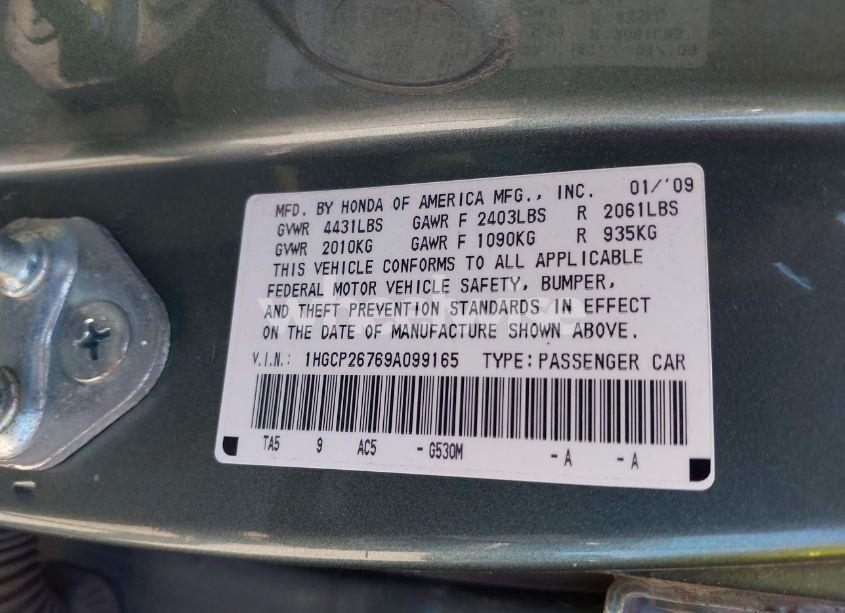 MFD. BY HONDA OF AMERICA MFG., INC. 01/'09
GVWR 4431LBS GAWR F 2403LBS R 2061LBS
GVWR 2010KG GAWR F 1090KG R 935KG
THIS VEHICLE CONFORMS TO ALL APPLICABLE
FEDERAL MOTOR VEHICLE SAFETY, BUMPER,
AND THEFT PREVENTION STANDARDS IN EFFECT
ON THE DATE OF MANUFACTURE SHOWN ABOVE.
V.I.N.: 1HGCP26769A099165 TYPE: PASSENGER CAR
TA5 9 AC5 - G530M - A - A